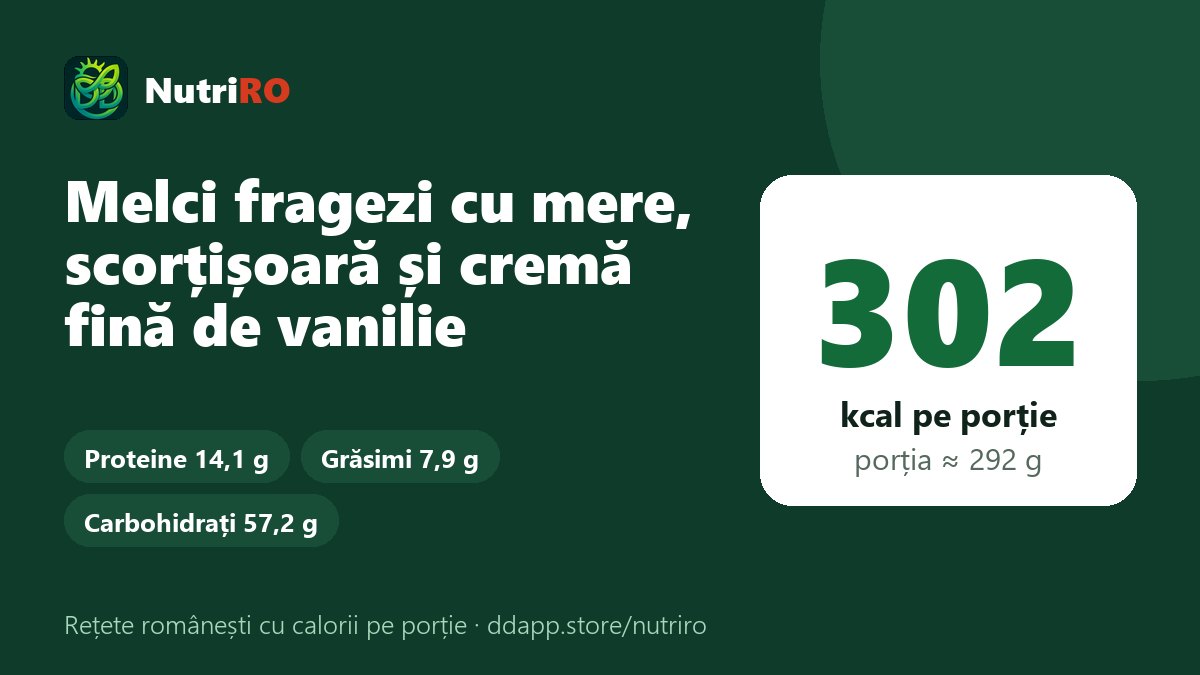 NutriRO
Melci fragezi cu mere,
scorțișoară și cremă
fină de vanilie
302
kcal pe porție
porția ≈ 292 g
Proteine 14,1 g
Grăsimi 7,9 g
Carbohidrați 57,2 g
Rețete românești cu calorii pe porție · ddapp.store/nutriro